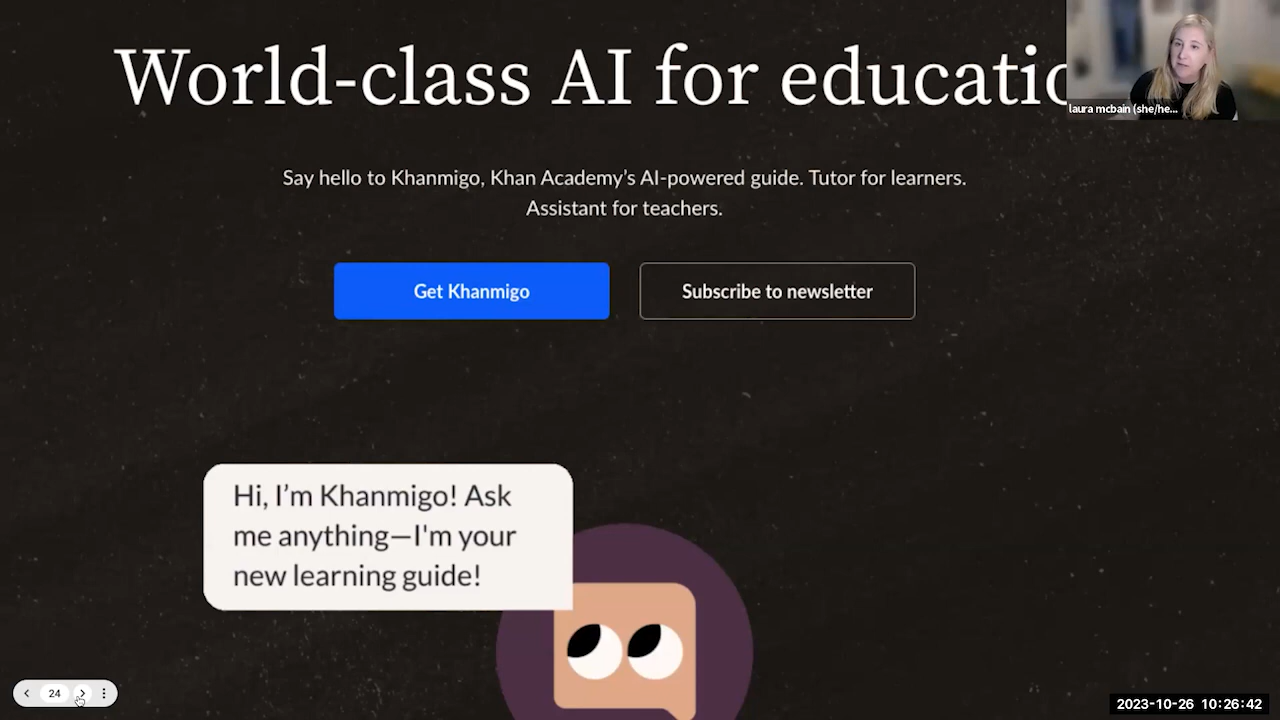 World-class AI for educatio
laura mcbain (she/he...
Say hello to Khanmigo, Khan Academy's AI-powered guide. Tutor for learners.
Assistant for teachers.
Get Khanmigo
Subscribe to newsletter
Hi, I'm Khanmigo! Ask
me anything—I'm your
new learning guide!
24
2023-10-26 10:26:42